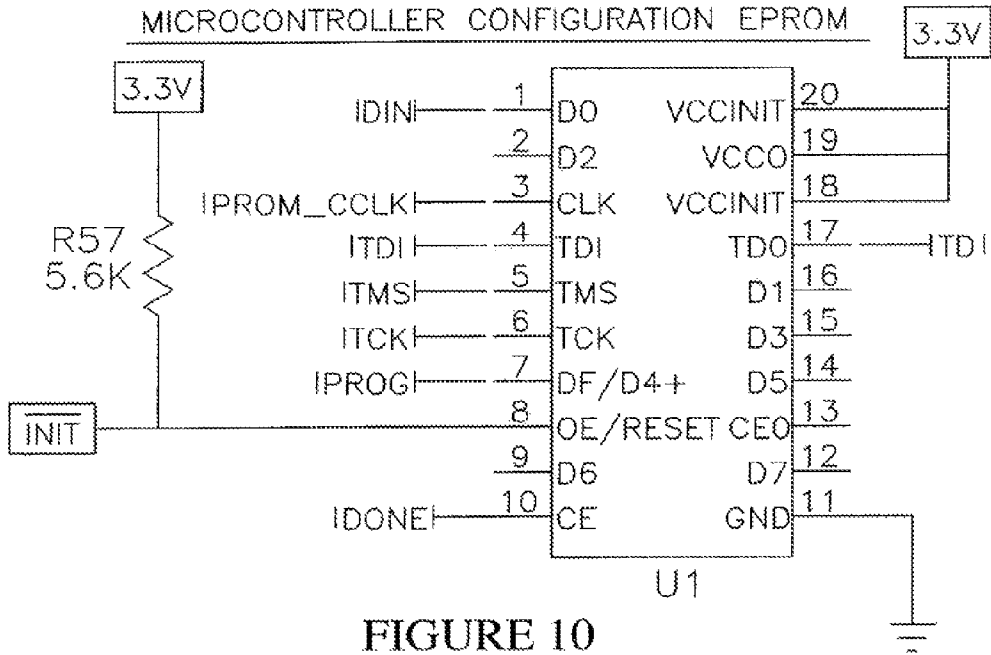 MICROCONTROLLER CONFIGURATION EPROM
3.3V
3.3V
IDIN 1 D0 VCCINIT 20
2 D2 VCCO 19
IPROM_CCLK 3 CLK VCCINIT 18
R57
5.6K
ITDI 4 TDI TDO 17 ITDI
ITMS 5 TMS D1 16
ITCK 6 TCK D3 15
IPROG 7 DF/D4+ D5 14
INIT 8 OE/RESET CEO 13
9 D6 D7 12
IDONE 10 CE GND 11
U1
FIGURE 10